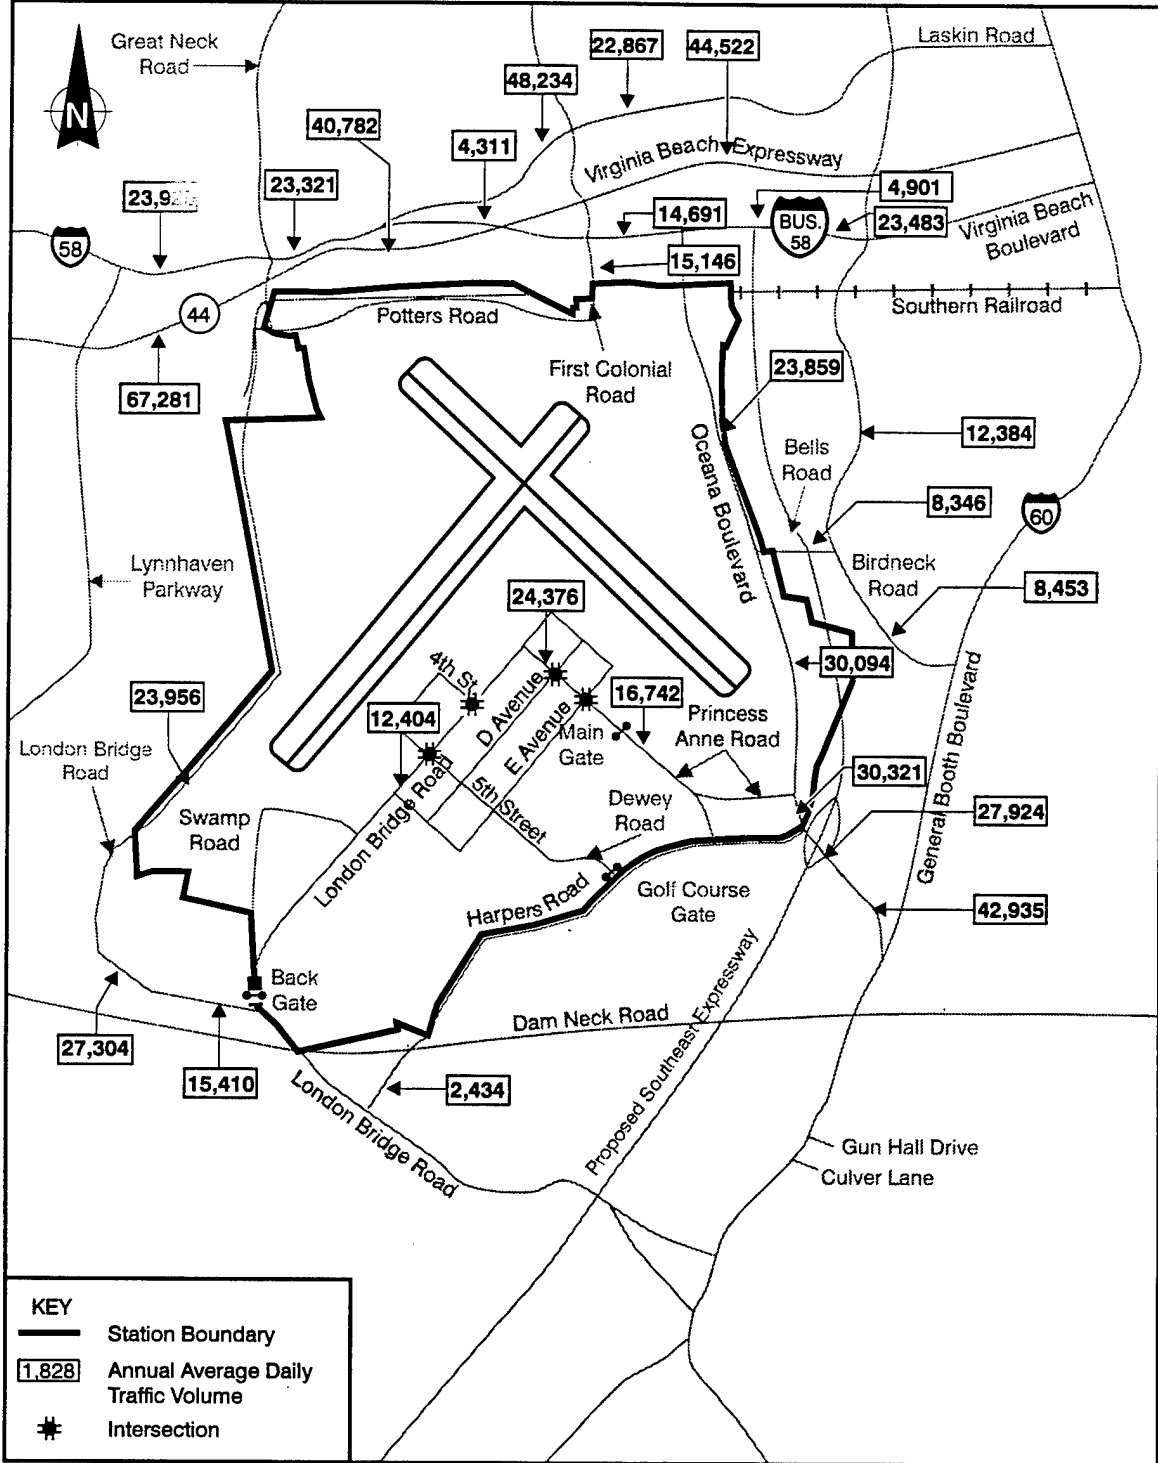 Great Neck
Road
22,867
44,522
Laskin Road
48,234
N
40,782
4,311
Virginia Beach Expressway
23,321
4,901
14,691
BUS.
58
23,483
Virginia Beach
Boulevard
58
15,146
44
Potters Road
Southern Railroad
First Colonial
Road
23,859
67,281
Oceana Boulevard
12,384
Bells
Road
8,346
60
Lynnhaven
Parkway
Birdneck
Road
24,376
8,453
4th St
30,094
23,956
12,404
D Avenue
16,742
E Avenue
Main
Gate
Princess
Anne Road
London Bridge
Road
General Booth Boulevard
30,321
5th Street
Dewey
Road
Swamp
Road
27,924
London Bridge Road
Harpers Road
Golf Course
Gate
42,935
Back
Gate
Dam Neck Road
Proposed Southeast Expressway
27,304
15,410
2,434
London Bridge Road
Gun Hall Drive
Culver Lane
KEY
Station Boundary
1,828
Annual Average Daily
Traffic Volume
Intersection